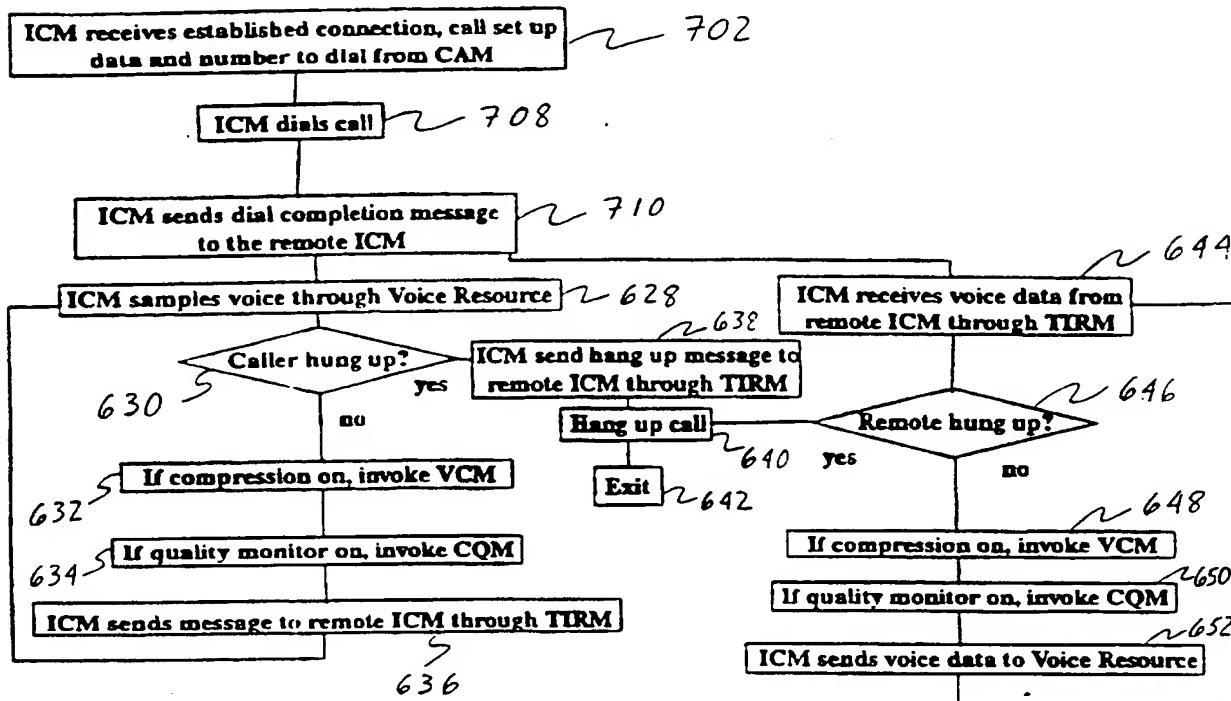 ICM receives established connection, call set up
data and number to dial from CAM
702
ICM dials call
708
ICM sends dial completion message
to the remote ICM
710
ICM samples voice through Voice Resource
628
ICM receives voice data from
remote ICM through TIRM
644
Caller hung up?
630
yes
no
ICM send hang up message to
remote ICM through TIRM
638
Hang up call
640
Exit
642
Remote hung up?
646
yes
no
If compression on, invoke VCM
632
If quality monitor on, invoke CQM
634
ICM sends message to remote ICM through TIRM
636
If compression on, invoke VCM
648
If quality monitor on, invoke CQM
650
ICM sends voice data to Voice Resource
652